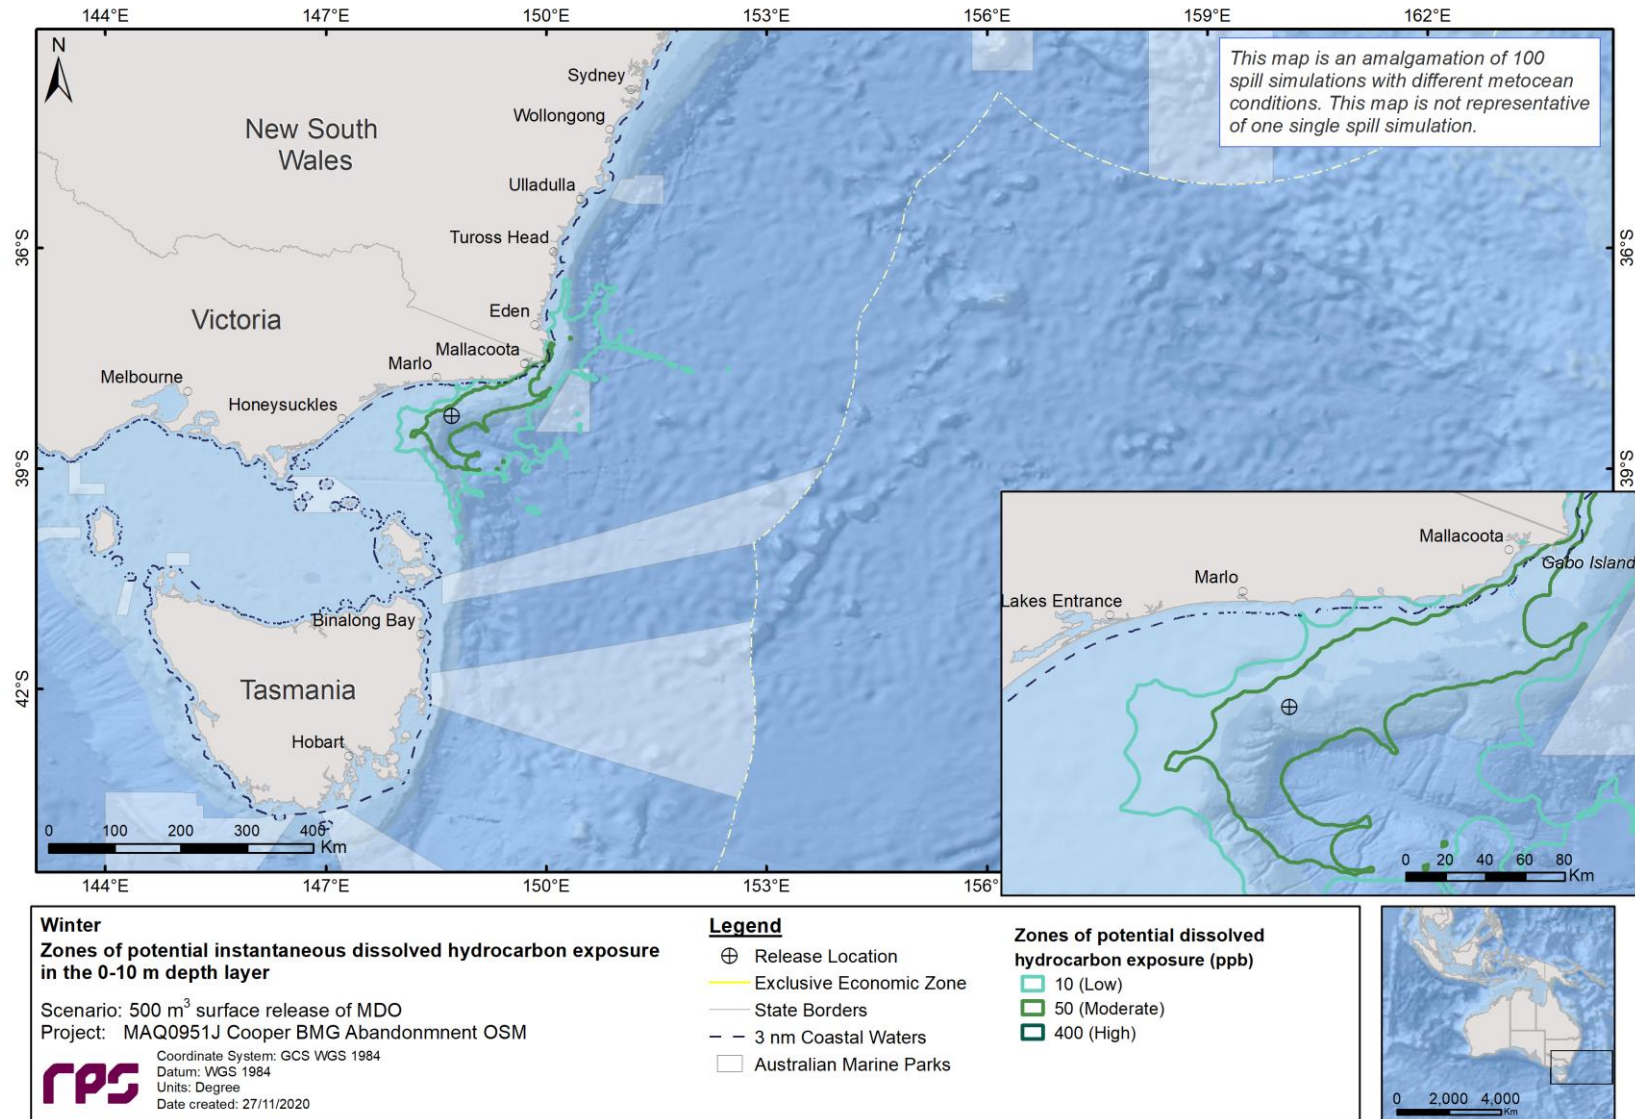 144°E 147°E 150°E 153°E 156°E 159°E 162°E
N
This map is an amalgamation of 100
spill simulations with different metocean
conditions. This map is not representative
of one single spill simulation.
Sydney
Wollongong
New South
Wales
Ulladulla
Tuross Head
36°S 36°S
Eden
Victoria
Mallacoota
Marlo
Melbourne
Honeysuckles
39°S 39°S
Binalong Bay
Tasmania
42°S
Hobart
0 100 200 300 400
Km
144°E 147°E 150°E 153°E 156°
Mallacoota
Gabo Island
Marlo
Lakes Entrance
0 20 40 60 80
Km
Winter
Zones of potential instantaneous dissolved hydrocarbon exposure
in the 0-10 m depth layer
Scenario: 500 m³ surface release of MDO
Project: MAQ0951J Cooper BMG Abandonmnent OSM
rps
Coordinate System: GCS WGS 1984
Datum: WGS 1984
Units: Degree
Date created: 27/11/2020
Legend
Release Location
Exclusive Economic Zone
State Borders
3 nm Coastal Waters
Australian Marine Parks
Zones of potential dissolved
hydrocarbon exposure (ppb)
10 (Low)
50 (Moderate)
400 (High)
0 2,000 4,000
Km